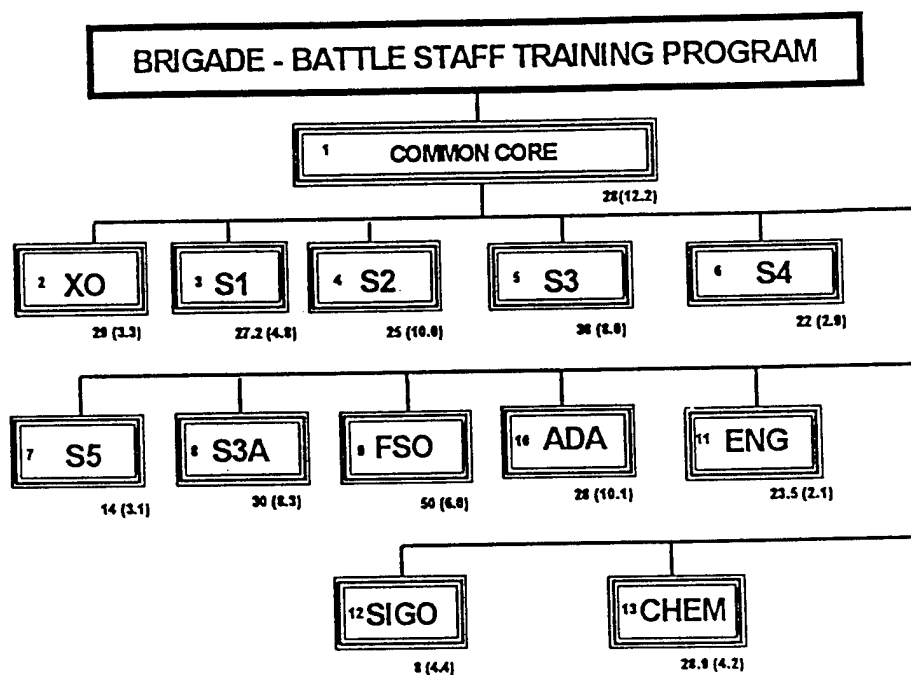 BRIGADE - BATTLE STAFF TRAINING PROGRAM
1 COMMON CORE
28(12.2)
2 XO
3 S1
4 S2
5 S3
6 S4
29 (3.3)
27.2 (4.8)
25 (10.0)
22 (2.9)
7 S5
8 S3A
9 FSO
10 ADA
11 ENG
14 (3.1)
30 (8.3)
50 (6.0)
28 (10.1)
23.5 (2.1)
12 SIGO
13 CHEM
8 (4.4)
28.9 (4.2)